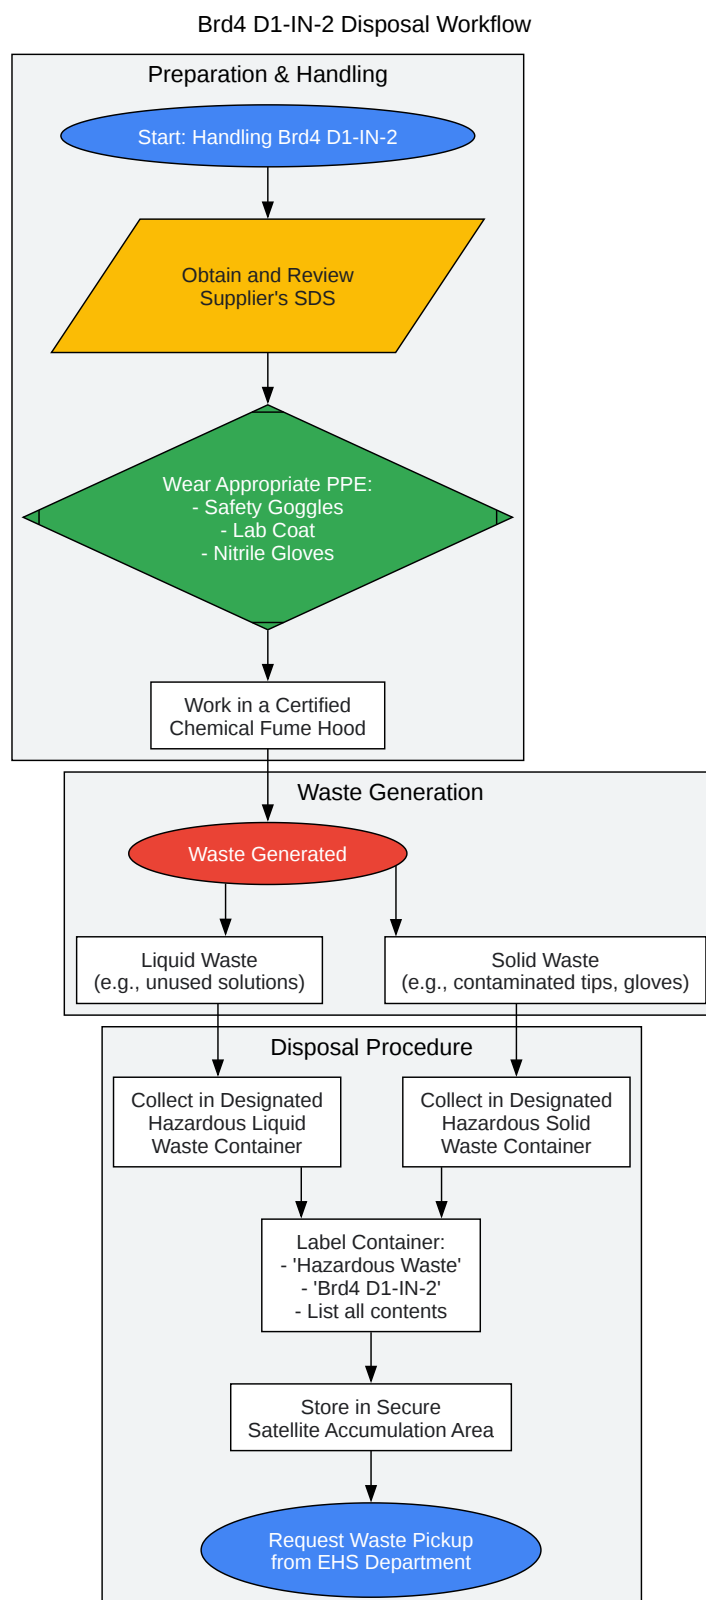 Brd4 D1-IN-2 Disposal Workflow
Preparation & Handling
Start: Handling Brd4 D1-IN-2
Obtain and Review
Supplier's SDS
Wear Appropriate PPE:
- Safety Goggles
- Lab Coat
- Nitrile Gloves
Work in a Certified
Chemical Fume Hood
Waste Generation
Waste Generated
Liquid Waste
(e.g., unused solutions)
Solid Waste
(e.g., contaminated tips, gloves)
Disposal Procedure
Collect in Designated
Hazardous Liquid
Waste Container
Collect in Designated
Hazardous Solid
Waste Container
Label Container:
- 'Hazardous Waste'
- 'Brd4 D1-IN-2'
- List all contents
Store in Secure
Satellite Accumulation Area
Request Waste Pickup
from EHS Department